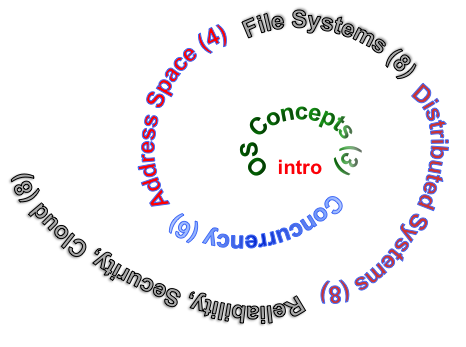 intro
OS Concepts (3)
Concurrency (6)
Address Space (4)
File Systems (8)
Distributed Systems (8)
Reliability, Security, Cloud (8)